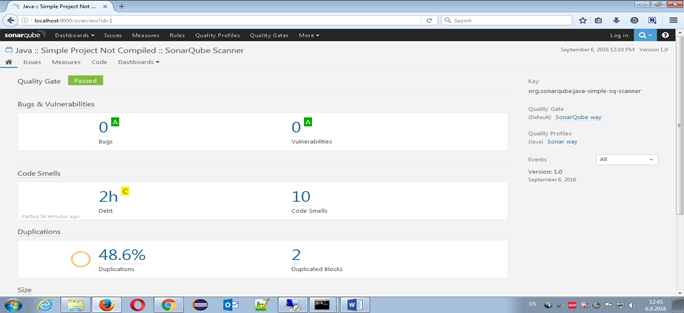 Java :: Simple Project Not...
localhost:9000/overview?id=1
Search
sonarqube Dashboards Issues Measures Rules Quality Profiles Quality Gates More Log in ?
Java :: Simple Project Not Compiled :: SonarQube Scanner
September 6, 2016 12:10 PM Version 1.0
Issues Measures Code Dashboards
Quality Gate Passed
Bugs & Vulnerabilities
0 A
Bugs
0 A
Vulnerabilities
Code Smells
2h C
Debt
10
Code Smells
started 34 minutes ago
Duplications
48.6%
Duplications
2
Duplicated Blocks
Size
Key
org.sonarqube:java-simple-sq-scanner
Quality Gate
(Default) SonarQube way
Quality Profiles
(Java) Sonar way
Events All
Version: 1.0
September 6, 2016
EN
12:45
6.9.2016